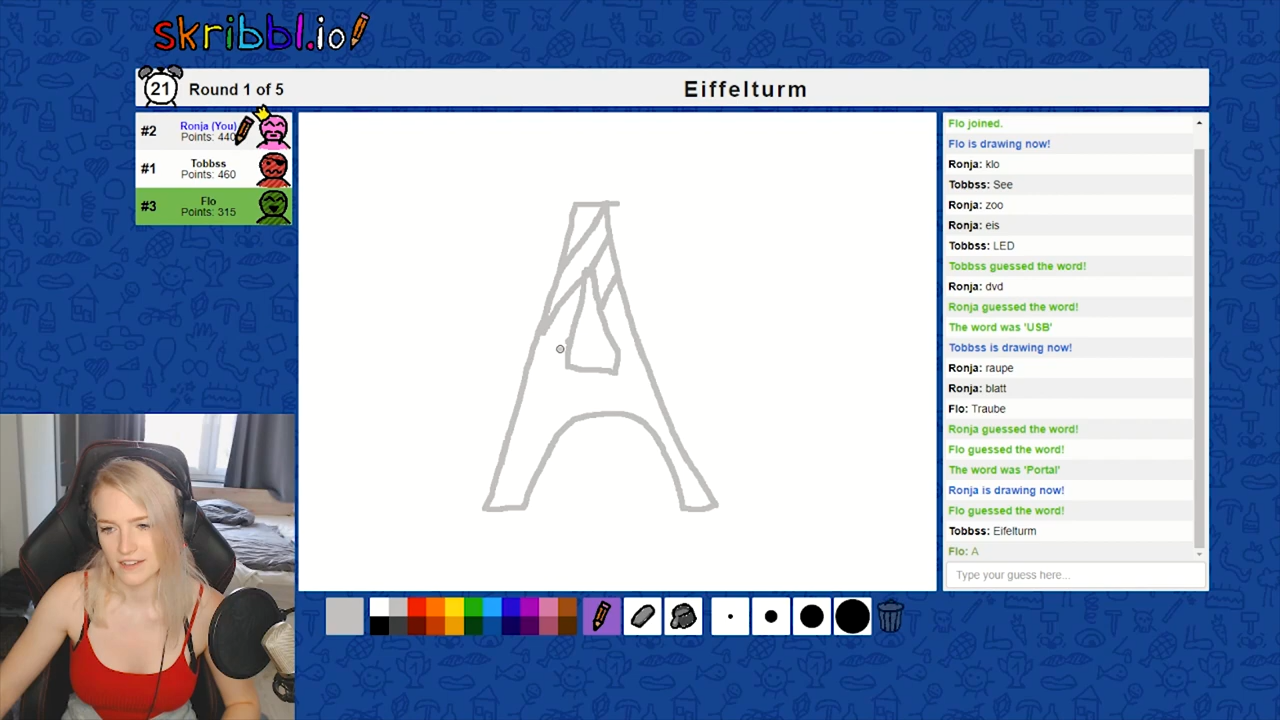 skribbl.io
21
Round 1 of 5
Eiffelturm
#2
Ronja (You)
Points: 440
#1
Tobbss
Points: 460
#3
Flo
Points: 315
Flo joined.
Flo is drawing now!
Ronja: klo
Tobbss: See
Ronja: zoo
Ronja: eis
Tobbss: LED
Tobbss guessed the word!
Ronja: dvd
Ronja guessed the word!
The word was 'USB'
Tobbss is drawing now!
Ronja: raupe
Ronja: blatt
Flo: Traube
Ronja guessed the word!
Flo guessed the word!
The word was 'Portal'
Ronja is drawing now!
Flo guessed the word!
Tobbss: Eifelturm
Flo: A
Type your guess here...